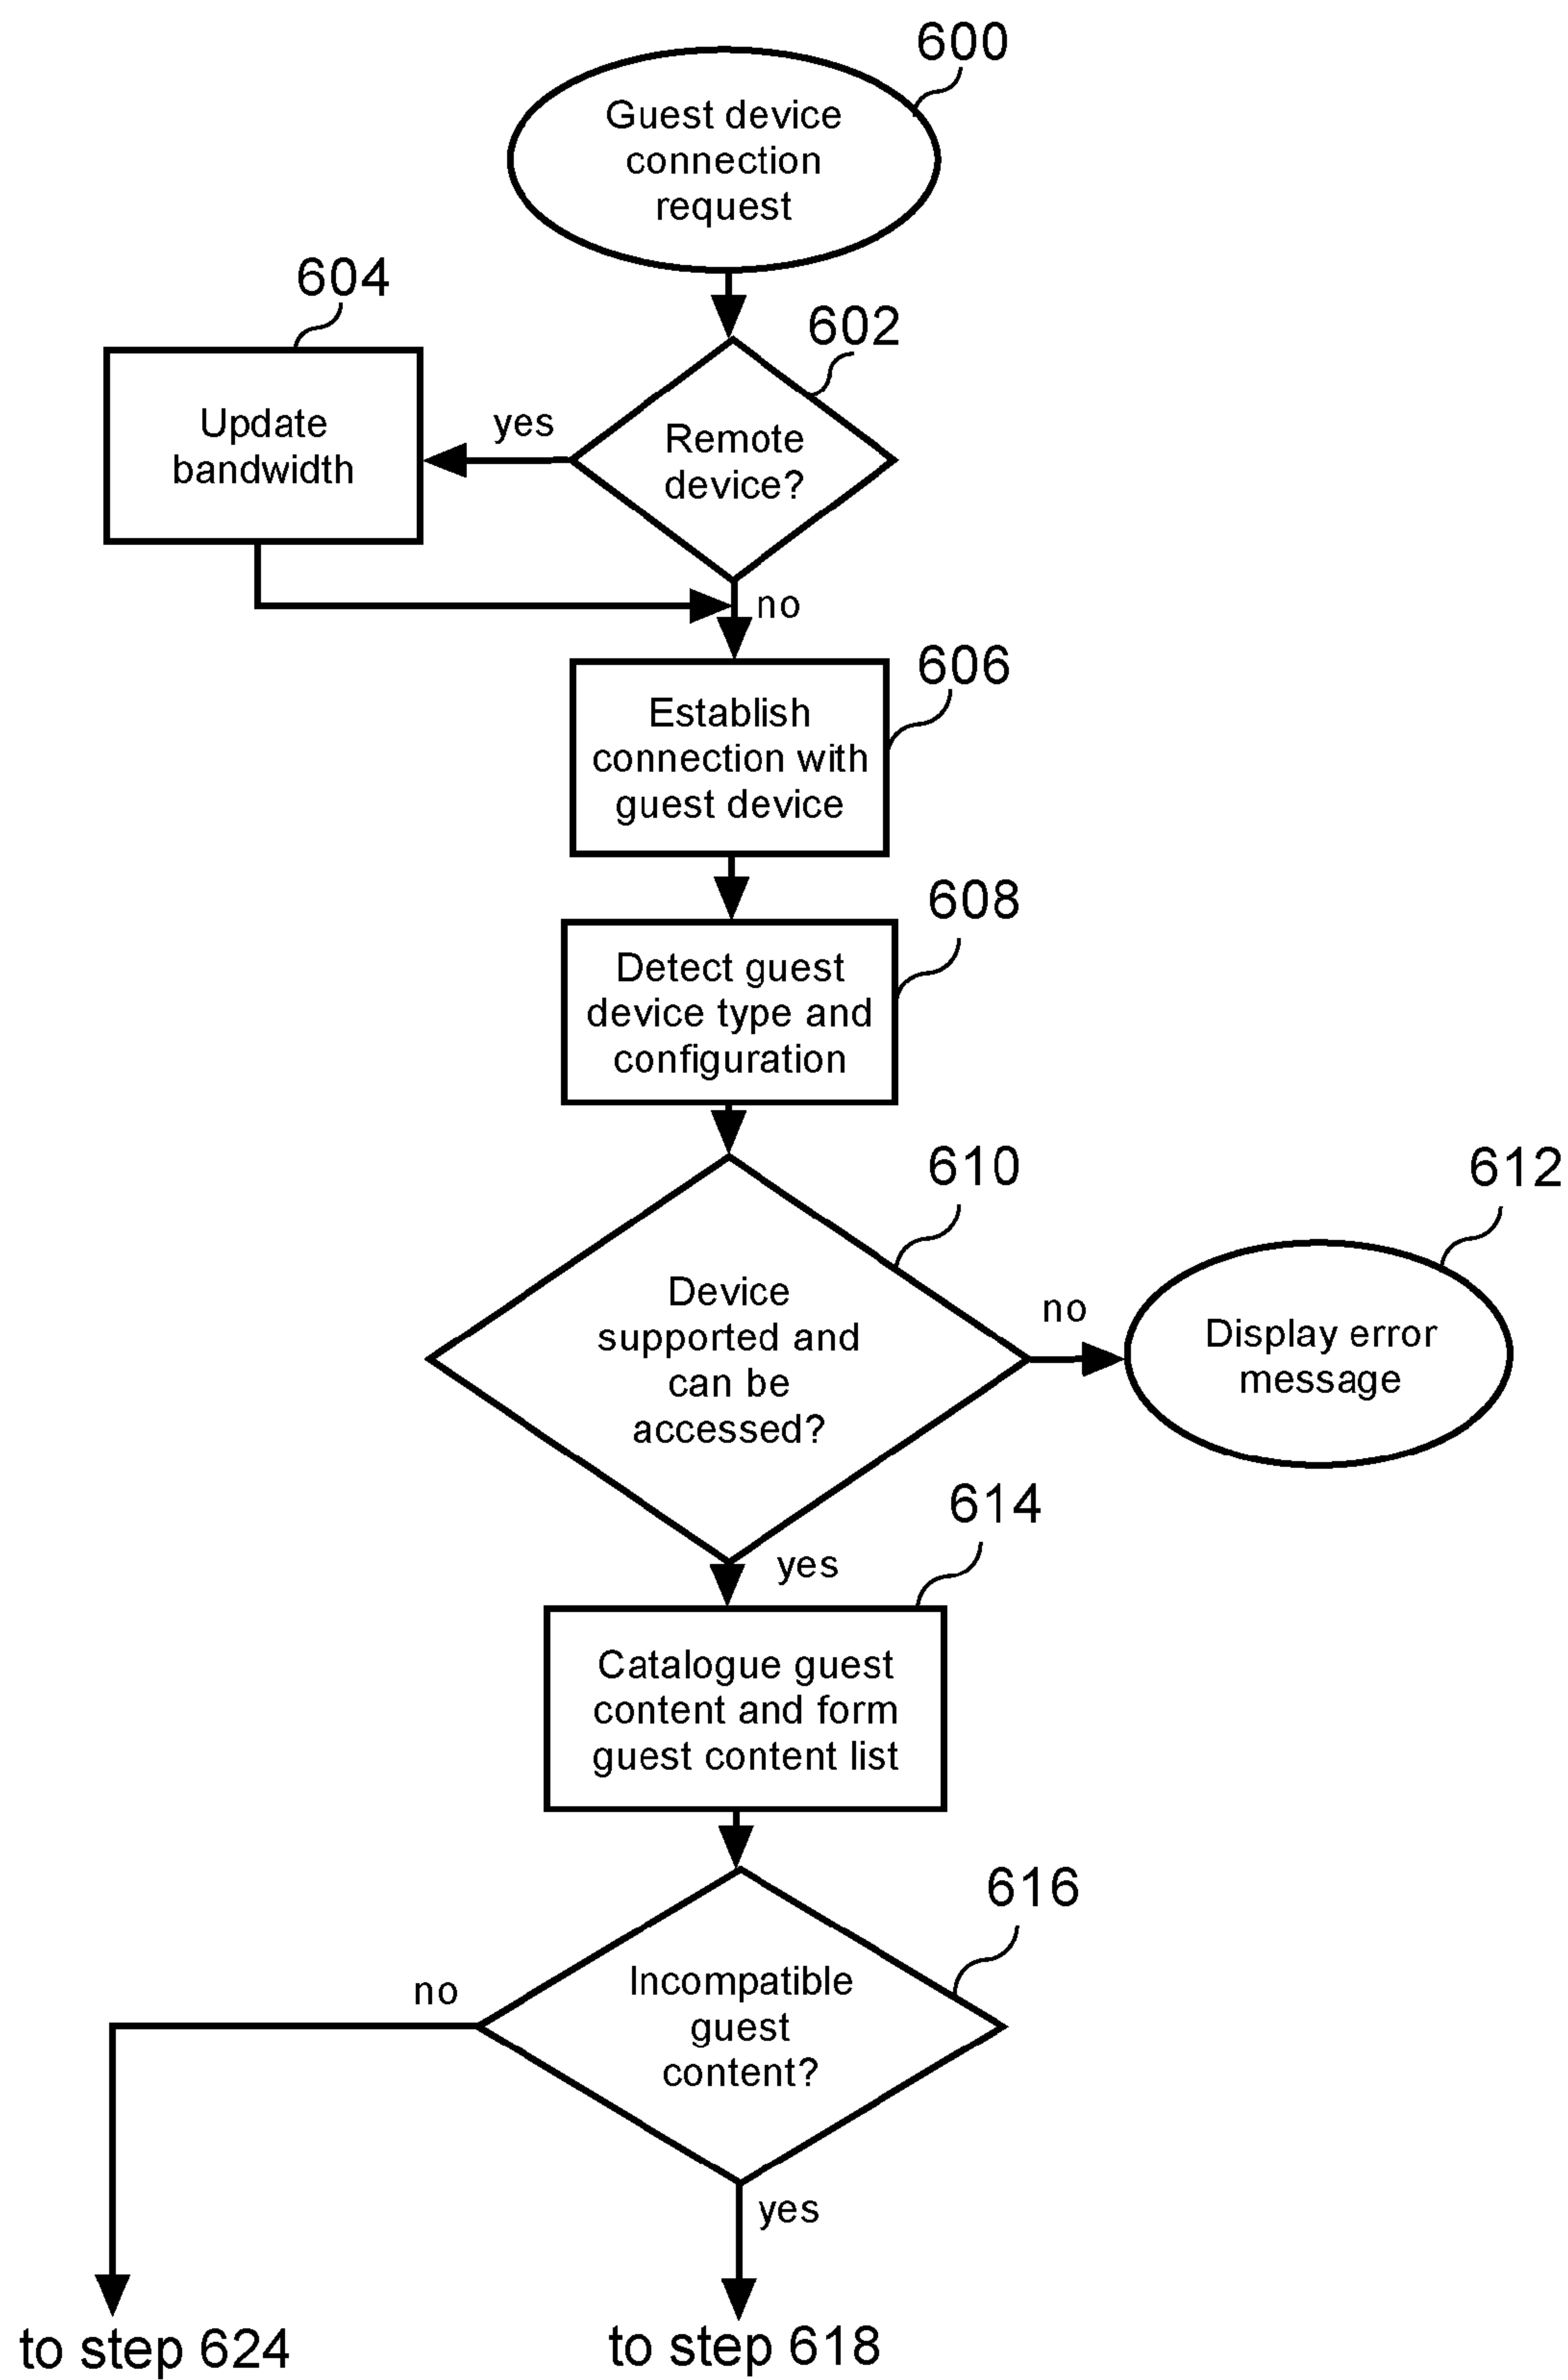 600
Guest device
connection
request
604
602
Update
bandwidth
yes
Remote
device?
no
606
Establish
connection with
guest device
608
Detect guest
device type and
configuration
610
612
Device
supported and
can be
accessed?
no
Display error
message
yes
614
Catalogue guest
content and form
guest content list
616
no
Incompatible
guest
content?
yes
to step 624
to step 618